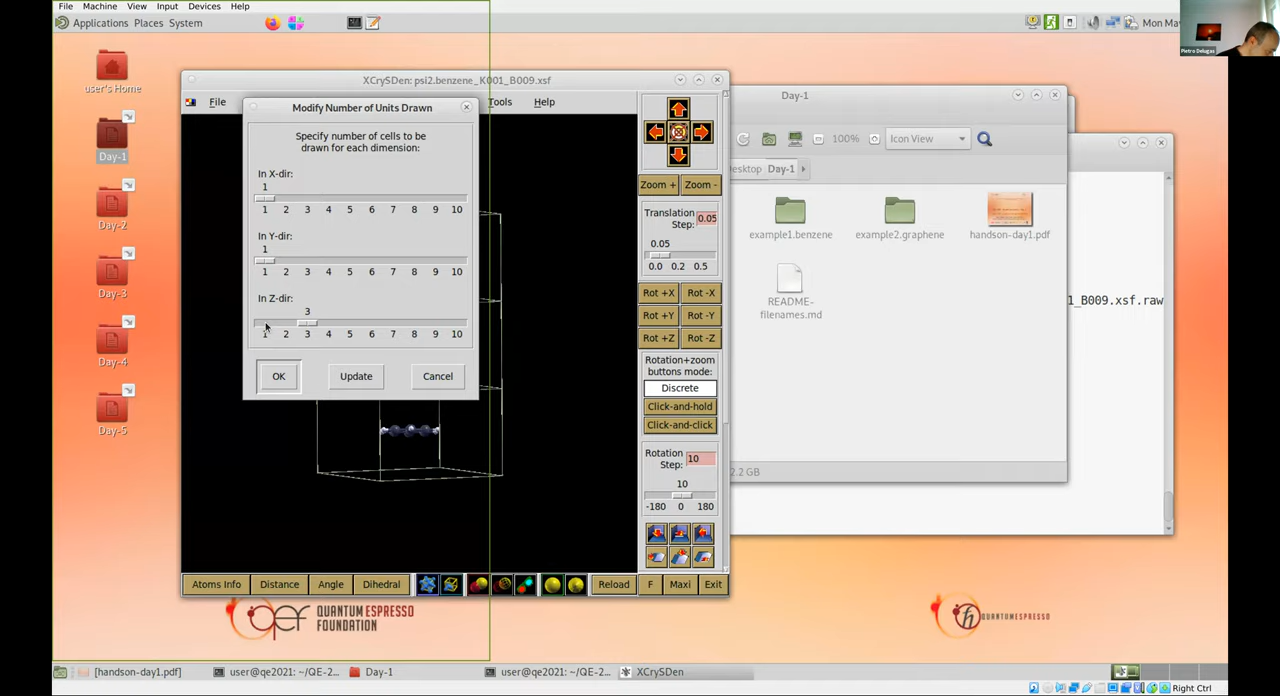 File Machine View Input Devices Help
Applications Places System
Mon May
Pietro Delugas
user's Home
Day-1
Day-2
Day-3
Day-4
Day-5
XCrySDen: psi2.benzene_K001_B009.xsf
File
Tools
Help
Modify Number of Units Drawn
Specify number of cells to be
drawn for each dimension:
In X-dir:
1
1 2 3 4 5 6 7 8 9 10
In Y-dir:
1
1 2 3 4 5 6 7 8 9 10
In Z-dir:
3
1 2 3 4 5 6 7 8 9 10
OK
Update
Cancel
Zoom +
Zoom -
Translation
Step:
0.05
0.05
0.0 0.2 0.5
Rot +X
Rot -X
Rot +Y
Rot -Y
Rot +Z
Rot -Z
Rotation+zoom
buttons mode:
Discrete
Click-and-hold
Click-and-click
Rotation
Step:
10
10
-180 0 180
Atoms Info
Distance
Angle
Dihedral
Reload
F
Maxi
Exit
Day-1
100%
Icon View
Day-1
example1.benzene
example2.graphene
handson-day1.pdf
README-
filenames.md
2.2 GB
1_B009.xsf.raw
QUANTUM ESPRESSO
FOUNDATION
QUANTUM ESPRESSO
[handson-day1.pdf]
user@qe2021: ~/QE-2...
Day-1
user@qe2021: ~/QE-2...
XCrySDen
Right Ctrl